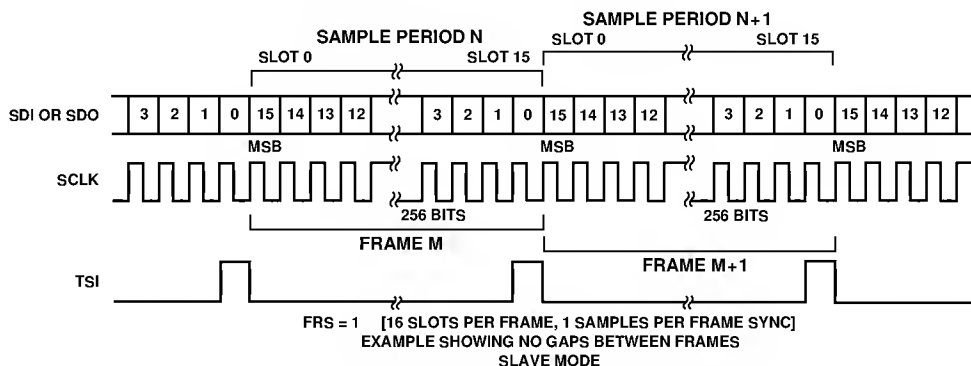 SAMPLE PERIOD N
SAMPLE PERIOD N+1
SLOT 0 SLOT 15 SLOT 0 SLOT 15
SDI OR SDO 3 2 1 0 15 14 13 12 3 2 1 0 15 14 13 12 3 2 1 0 15 14 13 12
MSB MSB MSB
SCLK
256 BITS 256 BITS
FRAME M
FRAME M+1
TSI
FRS = 1 [16 SLOTS PER FRAME, 1 SAMPLES PER FRAME SYNC]
EXAMPLE SHOWING NO GAPS BETWEEN FRAMES
SLAVE MODE